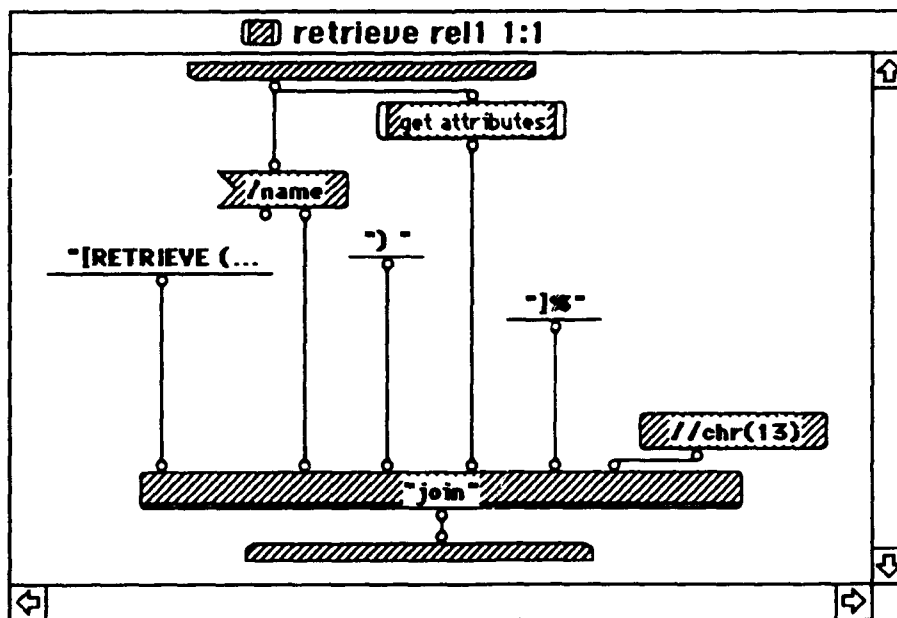 retrieve rel1 1:1
get attributes
/name
"[RETRIEVE (...
") "
"]%"
//chr(13)
"join"